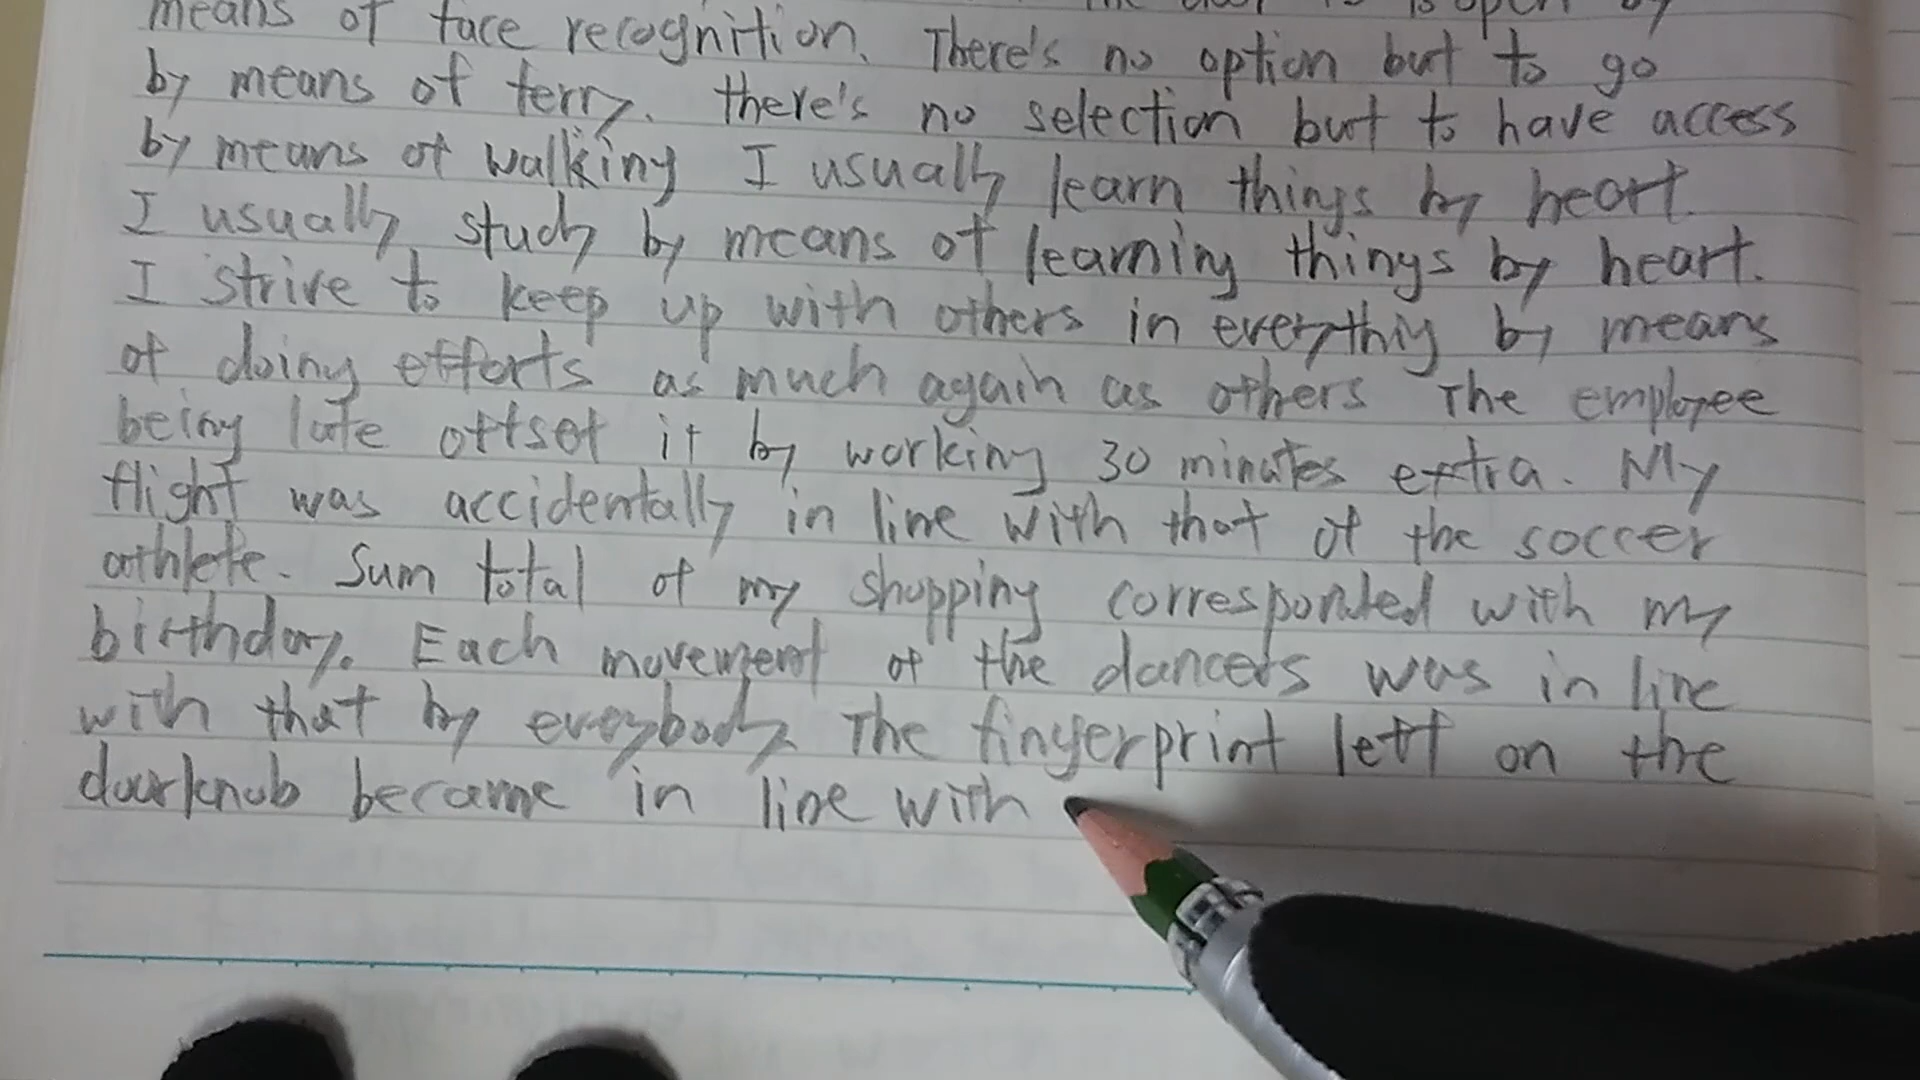 is open by
means of face recognition. There's no option but to go
by means of ferry. there's no selection but to have access
by means of walking I usually learn things by heart.
I usually study by means of learning things by heart.
I strive to keep up with others in everythig by means
of doing efforts as much again as others The employee
being late offset it by working 30 minutes extra. My
flight was accidentally in line with that of the soccer
athlete. Sum total of my shopping corresponded with my
birthday. Each movement of the dancers was in line
with that by everybody. The fingerprint left on the
doorknob became in line with